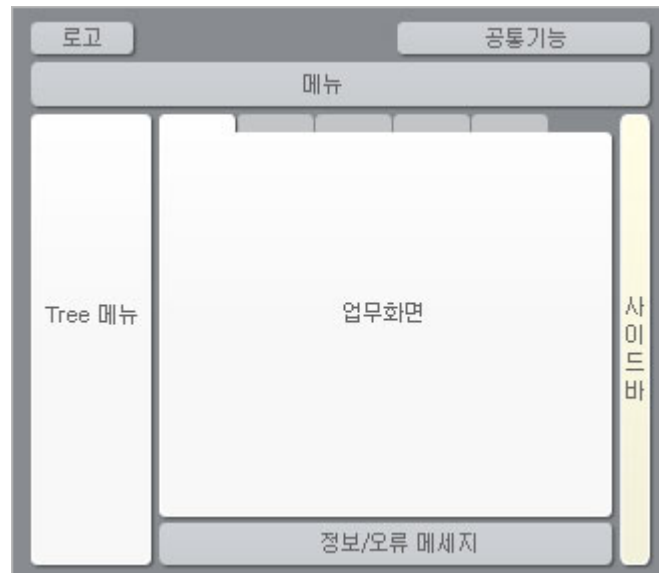 로고
공통기능
메뉴
Tree 메뉴
업무화면
사이드바
정보/오류 메세지